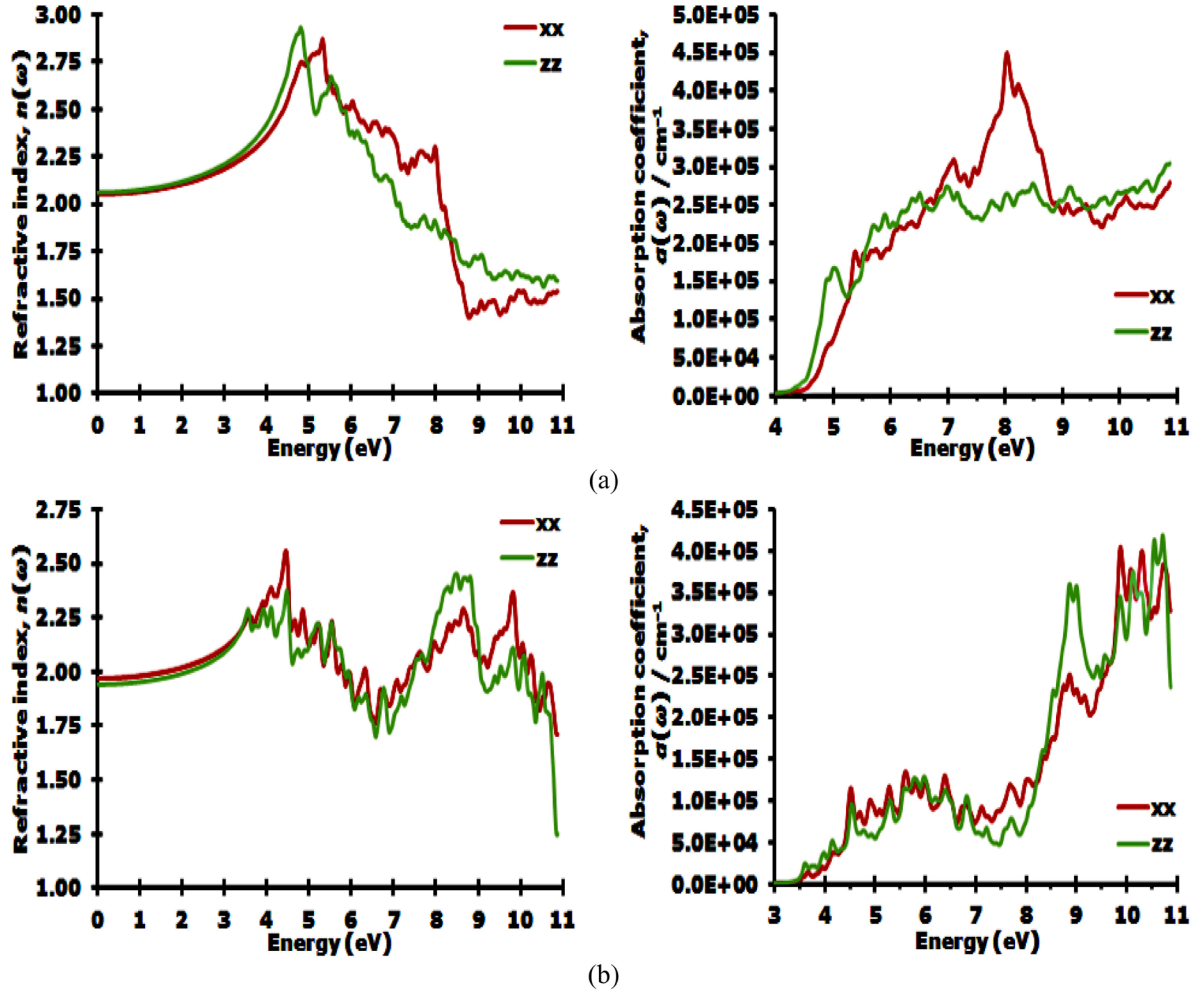 Refractive index, n(ω)
3.00
2.75
2.50
2.25
2.00
1.75
1.50
1.25
1.00
xx
zz
0 1 2 3 4 5 6 7 8 9 10 11
Energy (eV)
Absorption coefficient,
α(ω) / cm⁻¹
5.0E+05
4.5E+05
4.0E+05
3.5E+05
3.0E+05
2.5E+05
2.0E+05
1.5E+05
1.0E+05
5.0E+04
0.0E+00
xx
zz
4 5 6 7 8 9 10 11
Energy (eV)
(a)
Refractive index, n(ω)
2.75
2.50
2.25
2.00
1.75
1.50
1.25
1.00
xx
zz
0 1 2 3 4 5 6 7 8 9 10 11
Energy (eV)
Absorption coefficient,
α(ω) / cm⁻¹
4.5E+05
4.0E+05
3.5E+05
3.0E+05
2.5E+05
2.0E+05
1.5E+05
1.0E+05
5.0E+04
0.0E+00
xx
zz
3 4 5 6 7 8 9 10 11
Energy (eV)
(b)